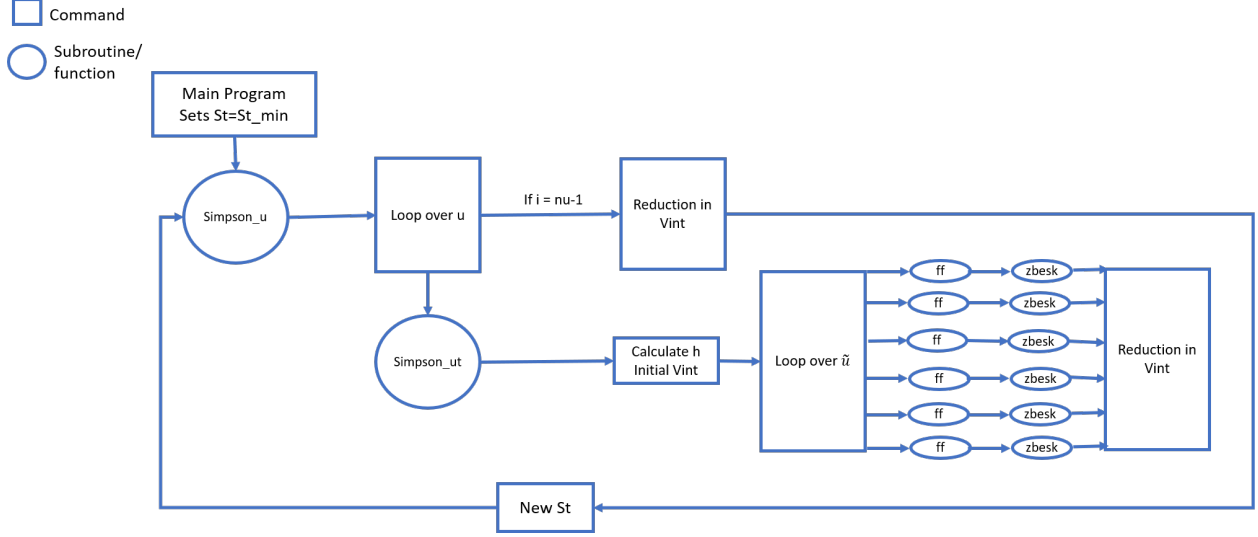 Command
Subroutine/
function
Main Program
Sets St=St_min
Simpson_u
Loop over u
If i = nu-1
Reduction in
Vint
Simpson_ut
Calculate h
Initial Vint
Loop over ũ
ff
zbesk
ff
zbesk
ff
zbesk
ff
zbesk
ff
zbesk
ff
zbesk
Reduction in
Vint
New St